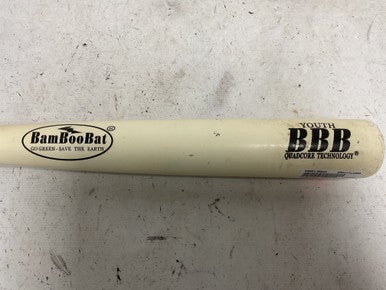 BamBooBat
GO GREEN - SAVE THE EARTH
YOUTH
BBB
QUADCORE TECHNOLOGY